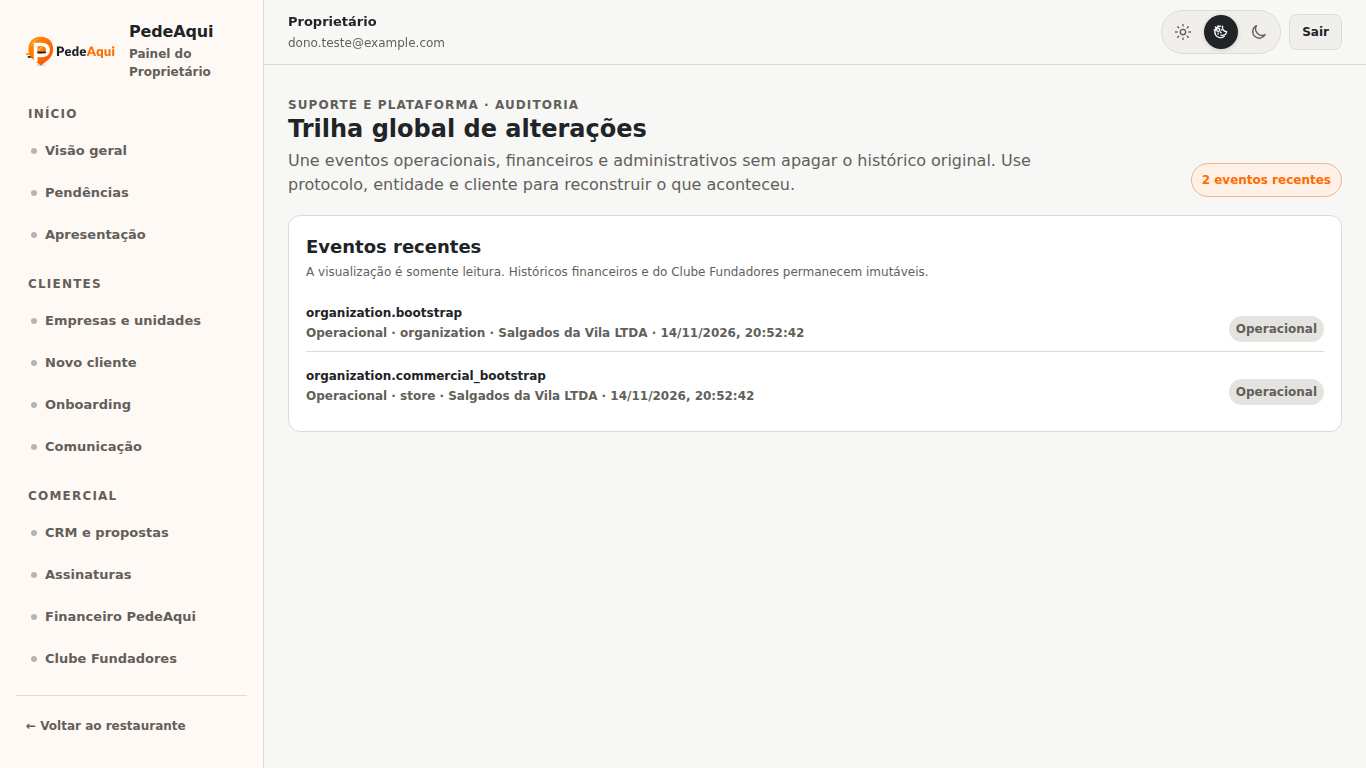 PedeAqui
PedeAqui
Painel do
Proprietário
INÍCIO
Visão geral
Pendências
Apresentação
CLIENTES
Empresas e unidades
Novo cliente
Onboarding
Comunicação
COMERCIAL
CRM e propostas
Assinaturas
Financeiro PedeAqui
Clube Fundadores
← Voltar ao restaurante
Proprietário
dono.teste@example.com
Sair
SUPORTE E PLATAFORMA · AUDITORIA
Trilha global de alterações
Une eventos operacionais, financeiros e administrativos sem apagar o histórico original. Use
protocolo, entidade e cliente para reconstruir o que aconteceu.
2 eventos recentes
Eventos recentes
A visualização é somente leitura. Históricos financeiros e do Clube Fundadores permanecem imutáveis.
organization.bootstrap
Operacional · organization · Salgados da Vila LTDA · 14/11/2026, 20:52:42
Operacional
organization.commercial_bootstrap
Operacional · store · Salgados da Vila LTDA · 14/11/2026, 20:52:42
Operacional